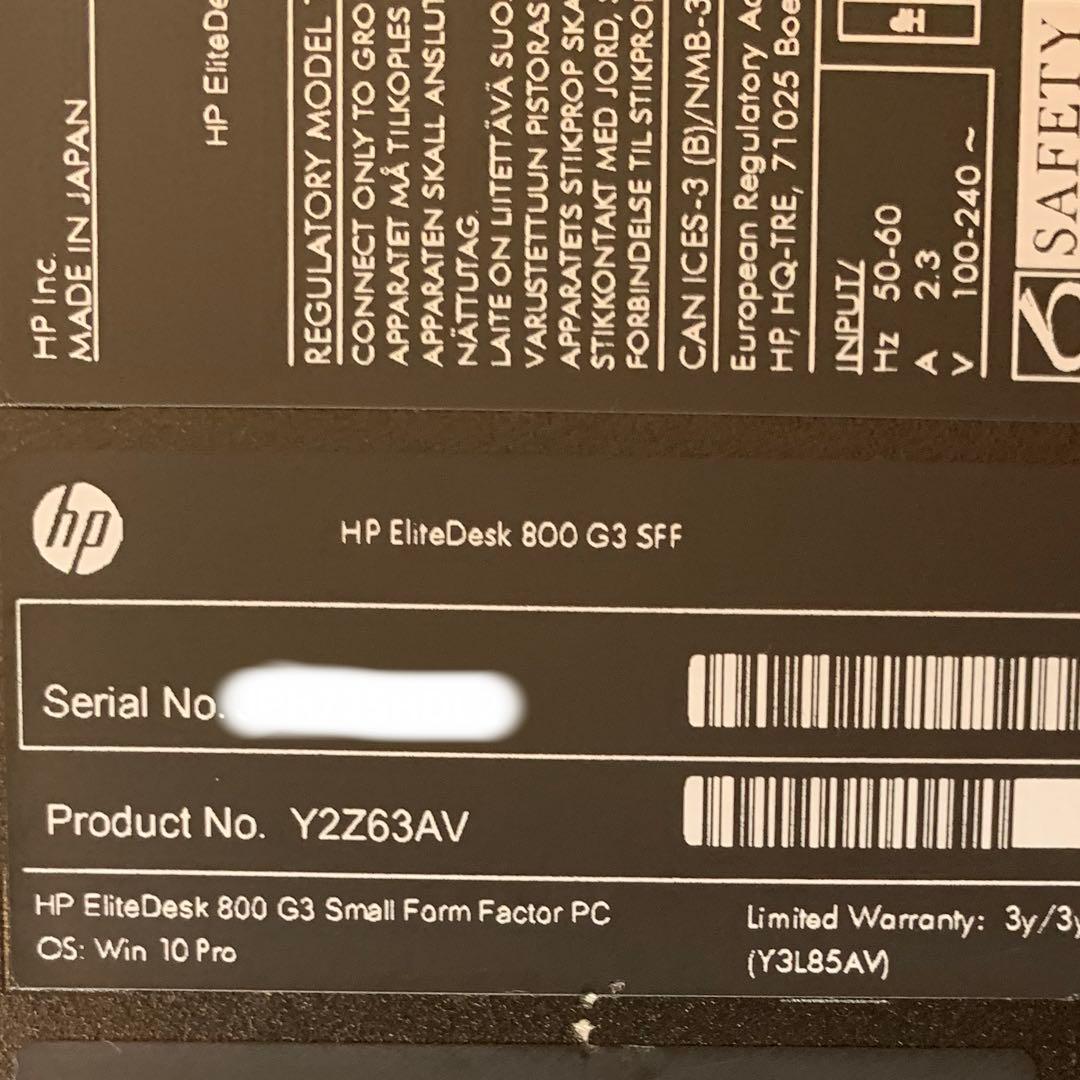 HP Inc.
MADE IN JAPAN
HP EliteDe
REGULATORY MODEL
CONNECT ONLY TO GRO
APPARATET MÅ TILKOPLES
APPARATEN SKALL ANSLUT
NÄTTUTAG.
LAITE ON LIITETTÄVÄ SUO
VARUSTETTUUN PISTORAS
APPARATETS STIKPROP SKA
STIKKONTAKT MED JORD,
FORBINDELSE TIL STIKPRO
CAN ICES-3 (B)/NMB-3
European Regulatory Ad
HP, HQ-TRE, 71025 Boe
INPUT/
Hz 50-60
A 2.3
V 100-240 ~
SAFETY
hp
HP EliteDesk 800 G3 SFF
Serial No.
Product No. Y2Z63AV
HP EliteDesk 800 G3 Small Form Factor PC
OS: Win 10 Pro
Limited Warranty: 3y/3y
(Y3L85AV)